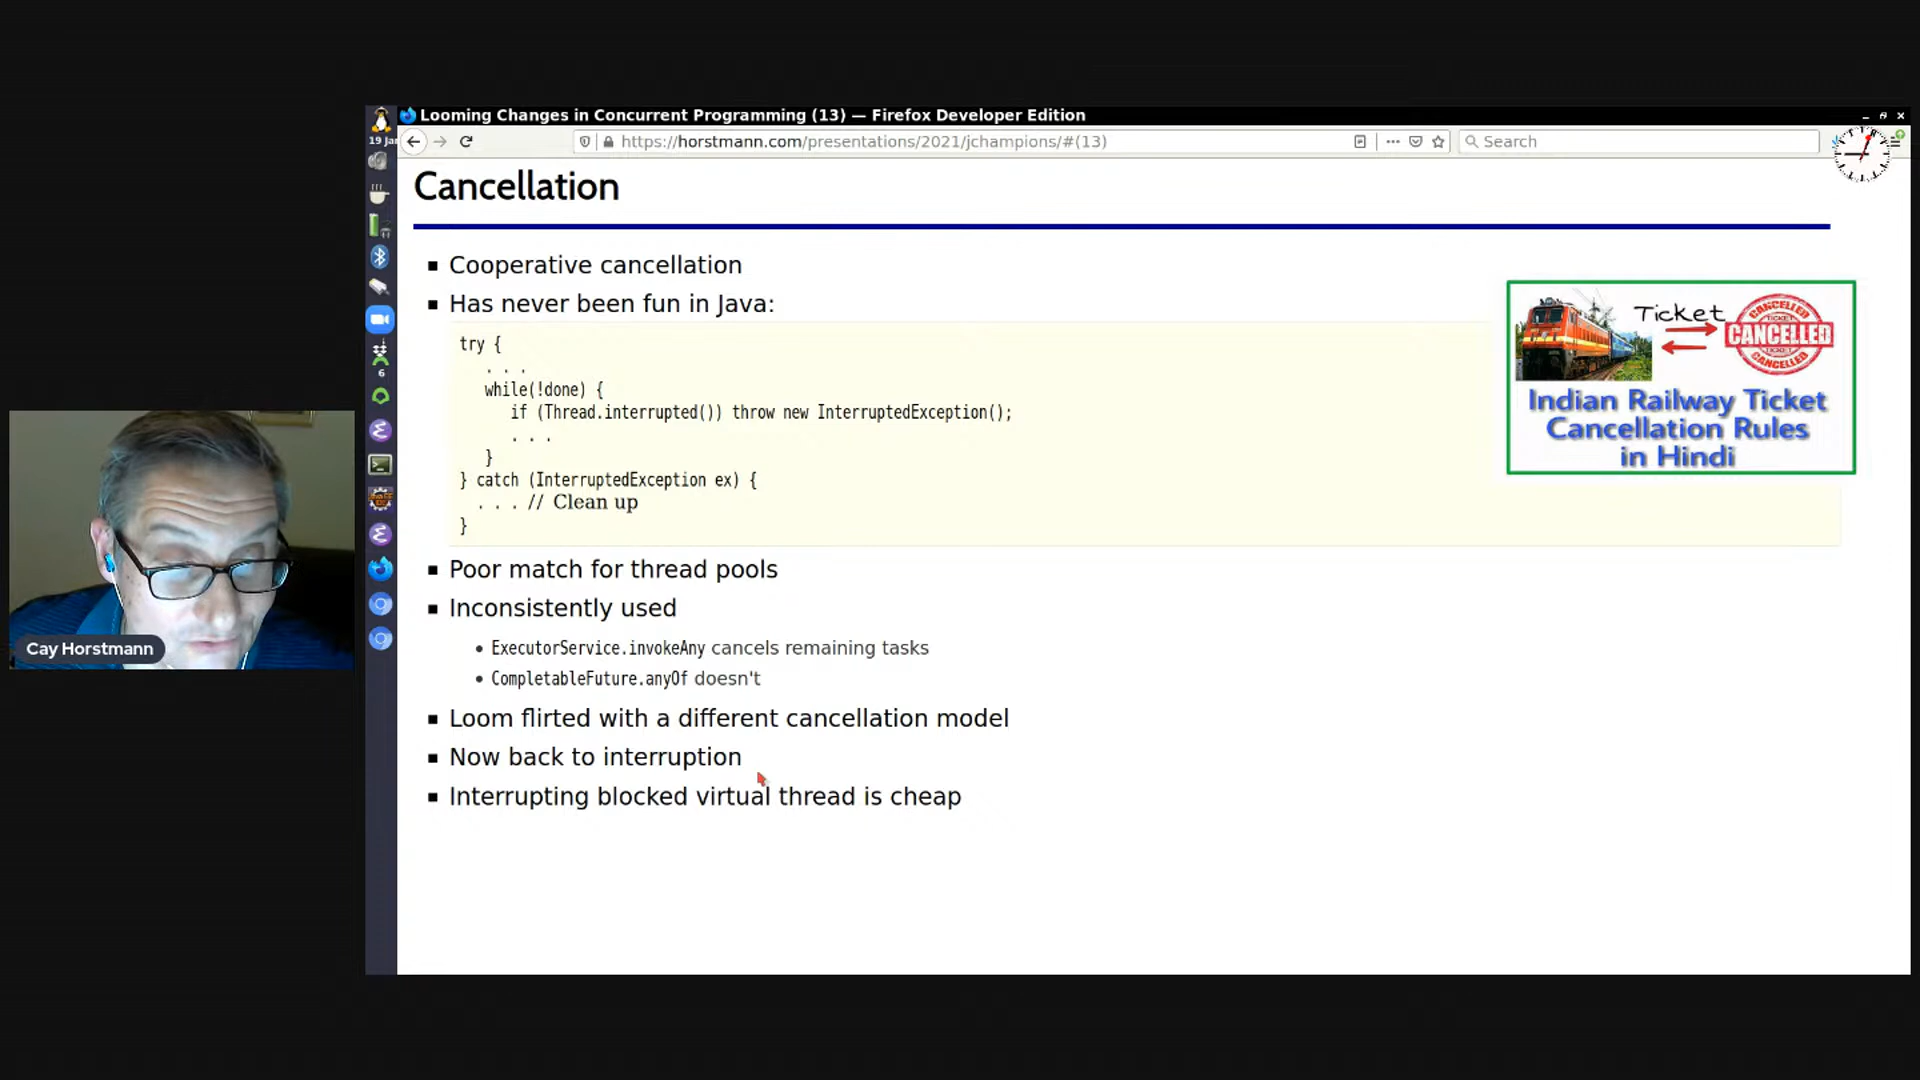 Looming Changes in Concurrent Programming (13) — Firefox Developer Edition
19 Jan
https://horstmann.com/presentations/2021/jchampions/#(13)
Search
Cancellation
Cooperative cancellation
Has never been fun in Java:
try {
. . .
while(!done) {
if (Thread.interrupted()) throw new InterruptedException();
. . .
}
} catch (InterruptedException ex) {
. . . // Clean up
}
Ticket
CANCELLED
Indian Railway Ticket
Cancellation Rules
in Hindi
Poor match for thread pools
Inconsistently used
ExecutorService.invokeAny cancels remaining tasks
CompletableFuture.anyOf doesn't
Loom flirted with a different cancellation model
Now back to interruption
Interrupting blocked virtual thread is cheap
6
Cay Horstmann